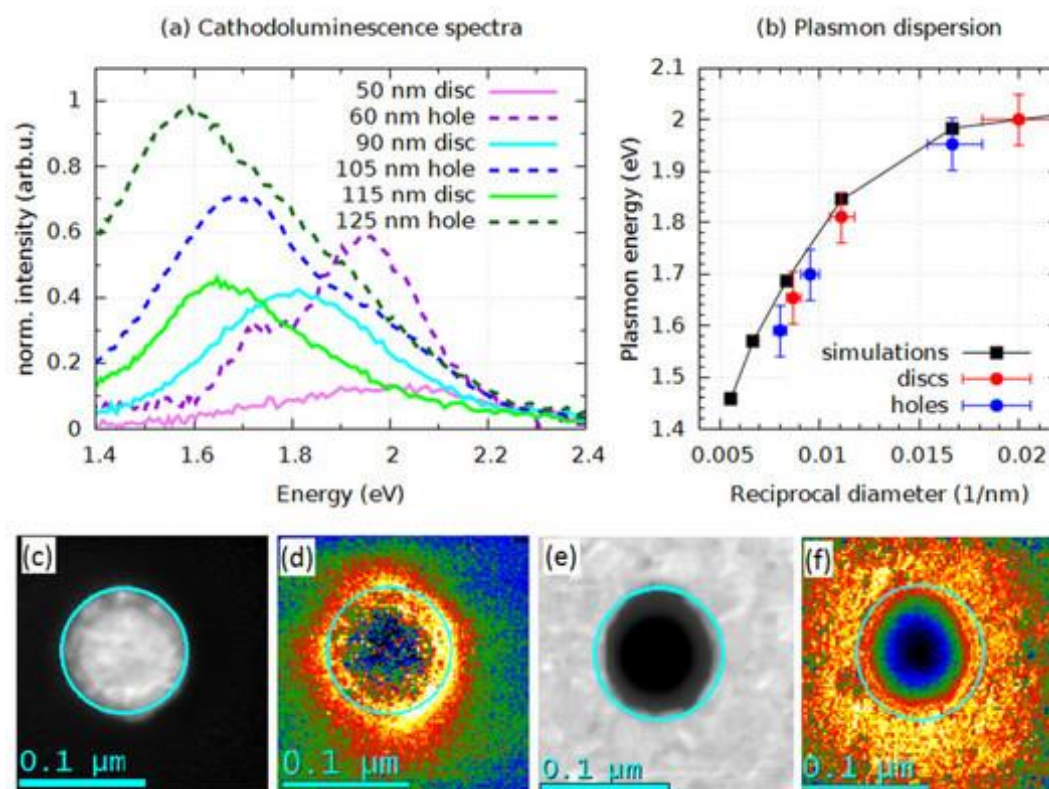 (a) Cathodoluminescence spectra
norm. intensity (arb.u.)
1
0.8
0.6
0.4
0.2
0
50 nm disc
60 nm hole
90 nm disc
105 nm hole
115 nm disc
125 nm hole
1.4 1.6 1.8 2 2.2 2.4
Energy (eV)
(b) Plasmon dispersion
Plasmon energy (eV)
2.1
2
1.9
1.8
1.7
1.6
1.5
1.4
simulations
discs
holes
0.005 0.01 0.015 0.02
Reciprocal diameter (1/nm)
(c)
0.1 µm
(d)
0.1 µm
(e)
0.1 µm
(f)
0.1 µm